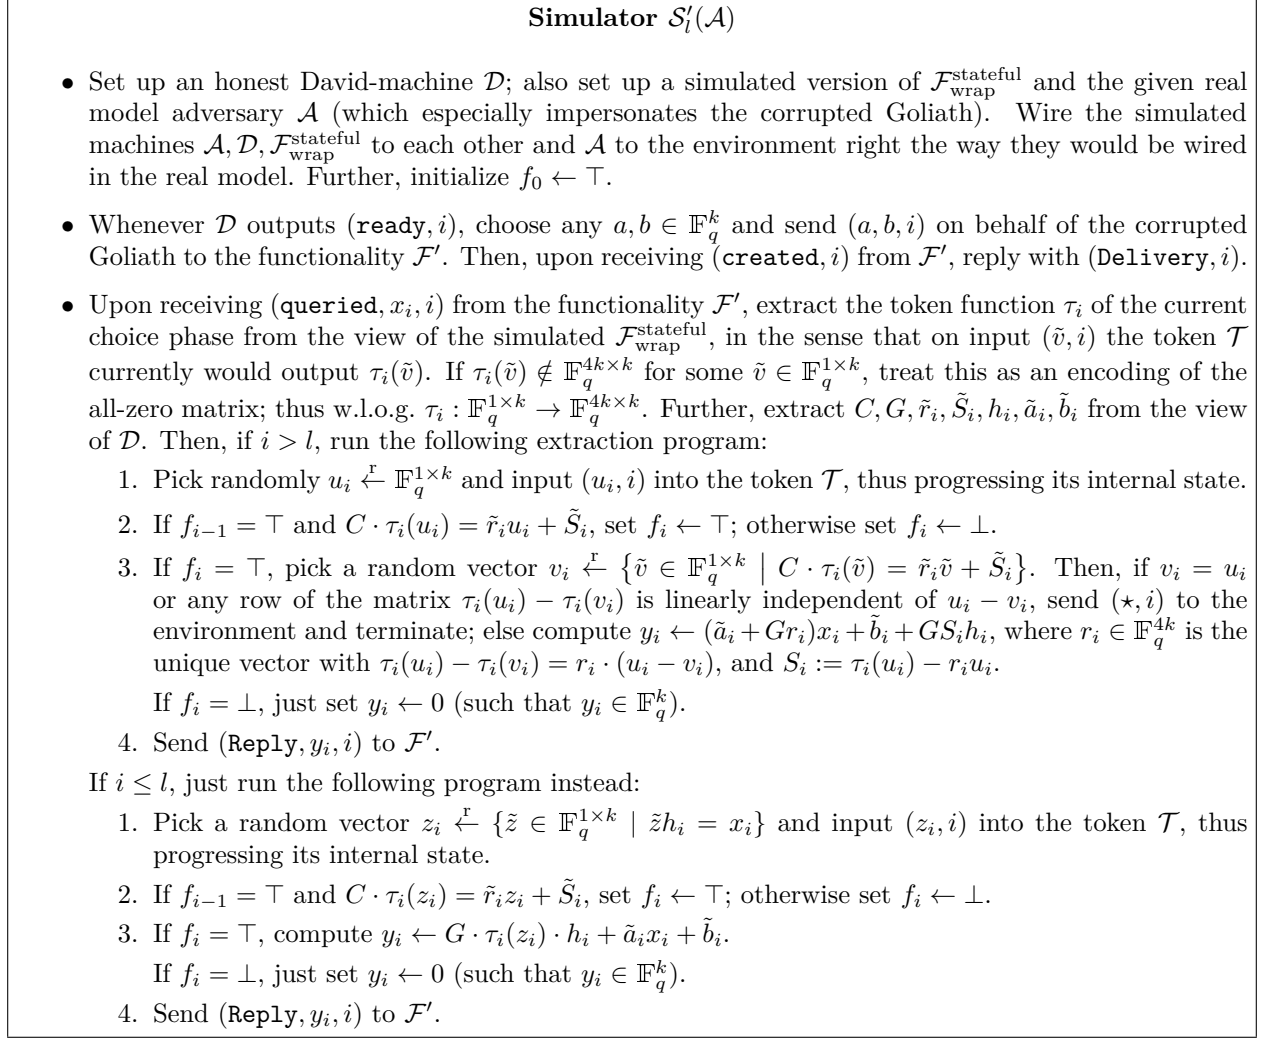 Simulator 𝒮′ₗ(𝒜)
• Set up an honest David-machine 𝒟; also set up a simulated version of ℱ_wrap^stateful and the given real
model adversary 𝒜 (which especially impersonates the corrupted Goliath). Wire the simulated
machines 𝒜, 𝒟, ℱ_wrap^stateful to each other and 𝒜 to the environment right the way they would be wired
in the real model. Further, initialize f₀ ← ⊤.
• Whenever 𝒟 outputs (ready, i), choose any a, b ∈ 𝔽_q^k and send (a, b, i) on behalf of the corrupted
Goliath to the functionality ℱ′. Then, upon receiving (created, i) from ℱ′, reply with (Delivery, i).
• Upon receiving (queried, x_i, i) from the functionality ℱ′, extract the token function τ_i of the current
choice phase from the view of the simulated ℱ_wrap^stateful, in the sense that on input (ṽ, i) the token 𝒯
currently would output τ_i(ṽ). If τ_i(ṽ) ∉ 𝔽_q^{4k×k} for some ṽ ∈ 𝔽_q^{1×k}, treat this as an encoding of the
all-zero matrix; thus w.l.o.g. τ_i : 𝔽_q^{1×k} → 𝔽_q^{4k×k}. Further, extract C, G, r̃_i, S̃_i, h_i, ã_i, b̃_i from the view
of 𝒟. Then, if i > l, run the following extraction program:
1. Pick randomly u_i ←^r 𝔽_q^{1×k} and input (u_i, i) into the token 𝒯, thus progressing its internal state.
2. If f_{i−1} = ⊤ and C · τ_i(u_i) = r̃_i u_i + S̃_i, set f_i ← ⊤; otherwise set f_i ← ⊥.
3. If f_i = ⊤, pick a random vector v_i ←^r {ṽ ∈ 𝔽_q^{1×k} | C · τ_i(ṽ) = r̃_i ṽ + S̃_i}. Then, if v_i = u_i
or any row of the matrix τ_i(u_i) − τ_i(v_i) is linearly independent of u_i − v_i, send (⋆, i) to the
environment and terminate; else compute y_i ← (ã_i + Gr_i)x_i + b̃_i + GS_i h_i, where r_i ∈ 𝔽_q^{4k} is the
unique vector with τ_i(u_i) − τ_i(v_i) = r_i · (u_i − v_i), and S_i := τ_i(u_i) − r_i u_i.
If f_i = ⊥, just set y_i ← 0 (such that y_i ∈ 𝔽_q^k).
4. Send (Reply, y_i, i) to ℱ′.
If i ≤ l, just run the following program instead:
1. Pick a random vector z_i ←^r {z̃ ∈ 𝔽_q^{1×k} | z̃h_i = x_i} and input (z_i, i) into the token 𝒯, thus
progressing its internal state.
2. If f_{i−1} = ⊤ and C · τ_i(z_i) = r̃_i z_i + S̃_i, set f_i ← ⊤; otherwise set f_i ← ⊥.
3. If f_i = ⊤, compute y_i ← G · τ_i(z_i) · h_i + ã_i x_i + b̃_i.
If f_i = ⊥, just set y_i ← 0 (such that y_i ∈ 𝔽_q^k).
4. Send (Reply, y_i, i) to ℱ′.